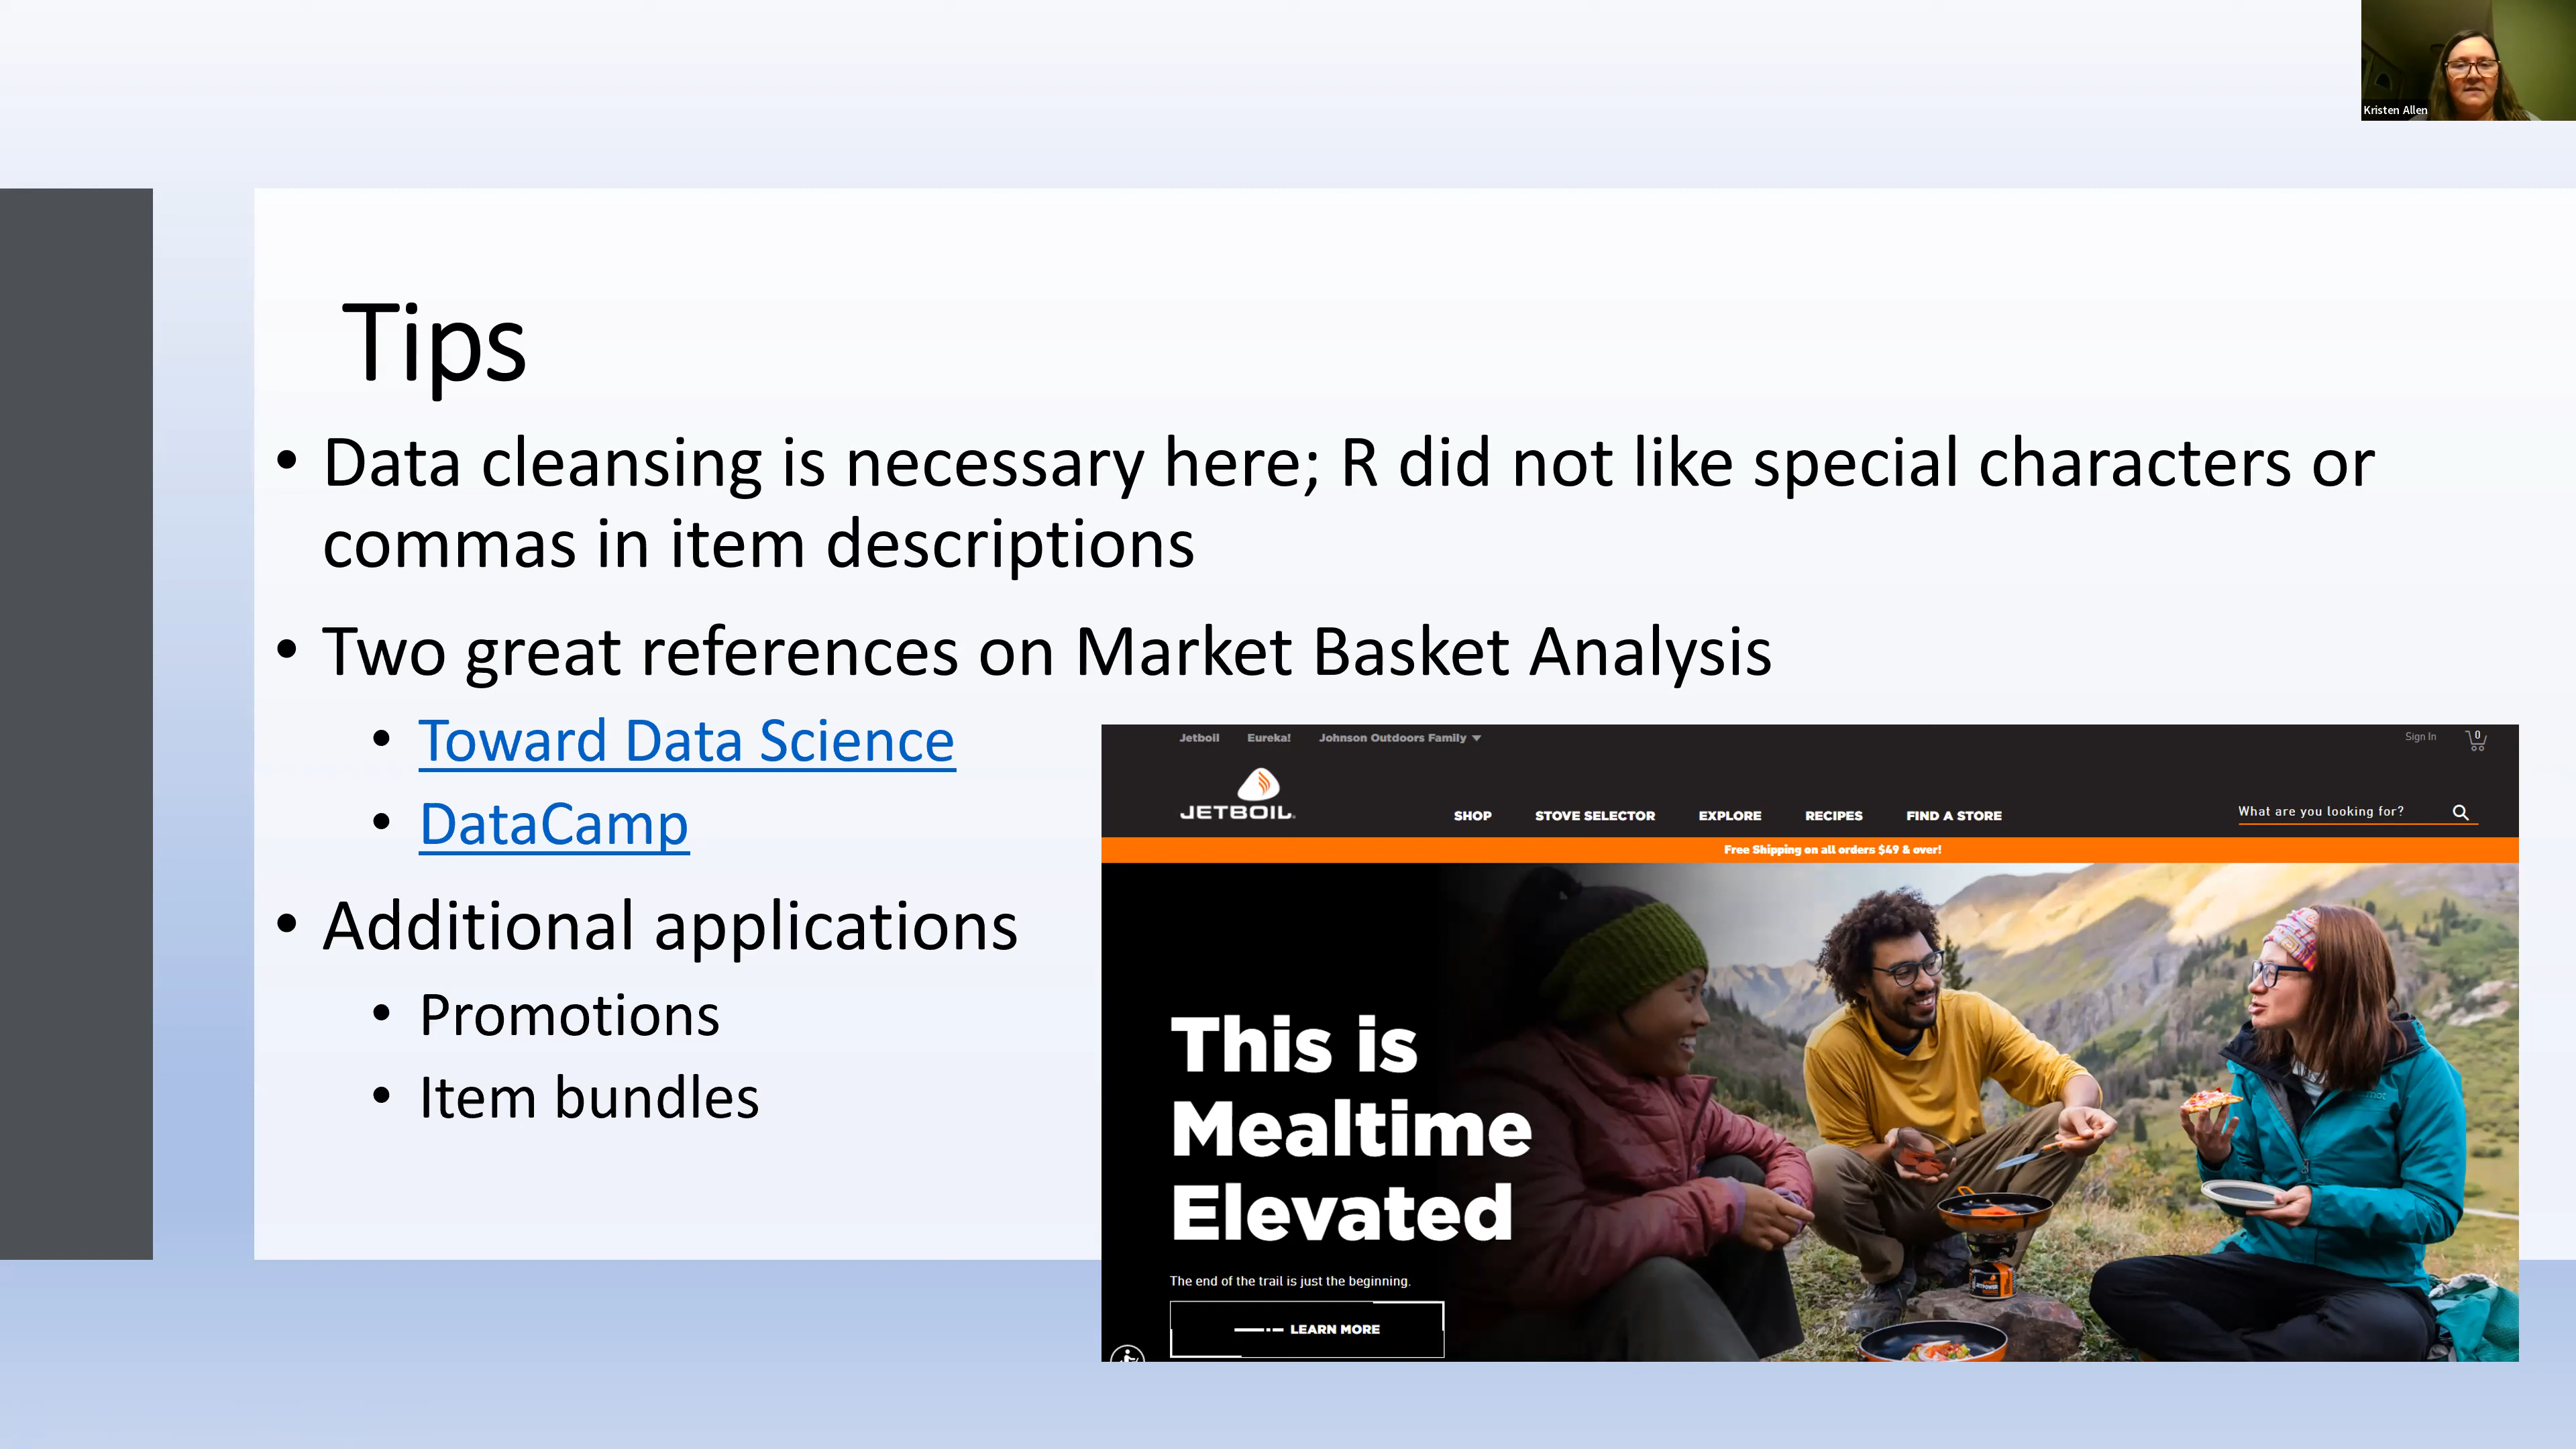 Kristen Allen
Tips
• Data cleansing is necessary here; R did not like special characters or
commas in item descriptions
• Two great references on Market Basket Analysis
• Toward Data Science
• DataCamp
• Additional applications
• Promotions
• Item bundles
Jetboil Eureka! Johnson Outdoors Family
Sign In 0
JETBOIL
SHOP STOVE SELECTOR EXPLORE RECIPES FIND A STORE
What are you looking for?
Free Shipping on all orders $49 & over!
This is
Mealtime
Elevated
The end of the trail is just the beginning.
LEARN MORE